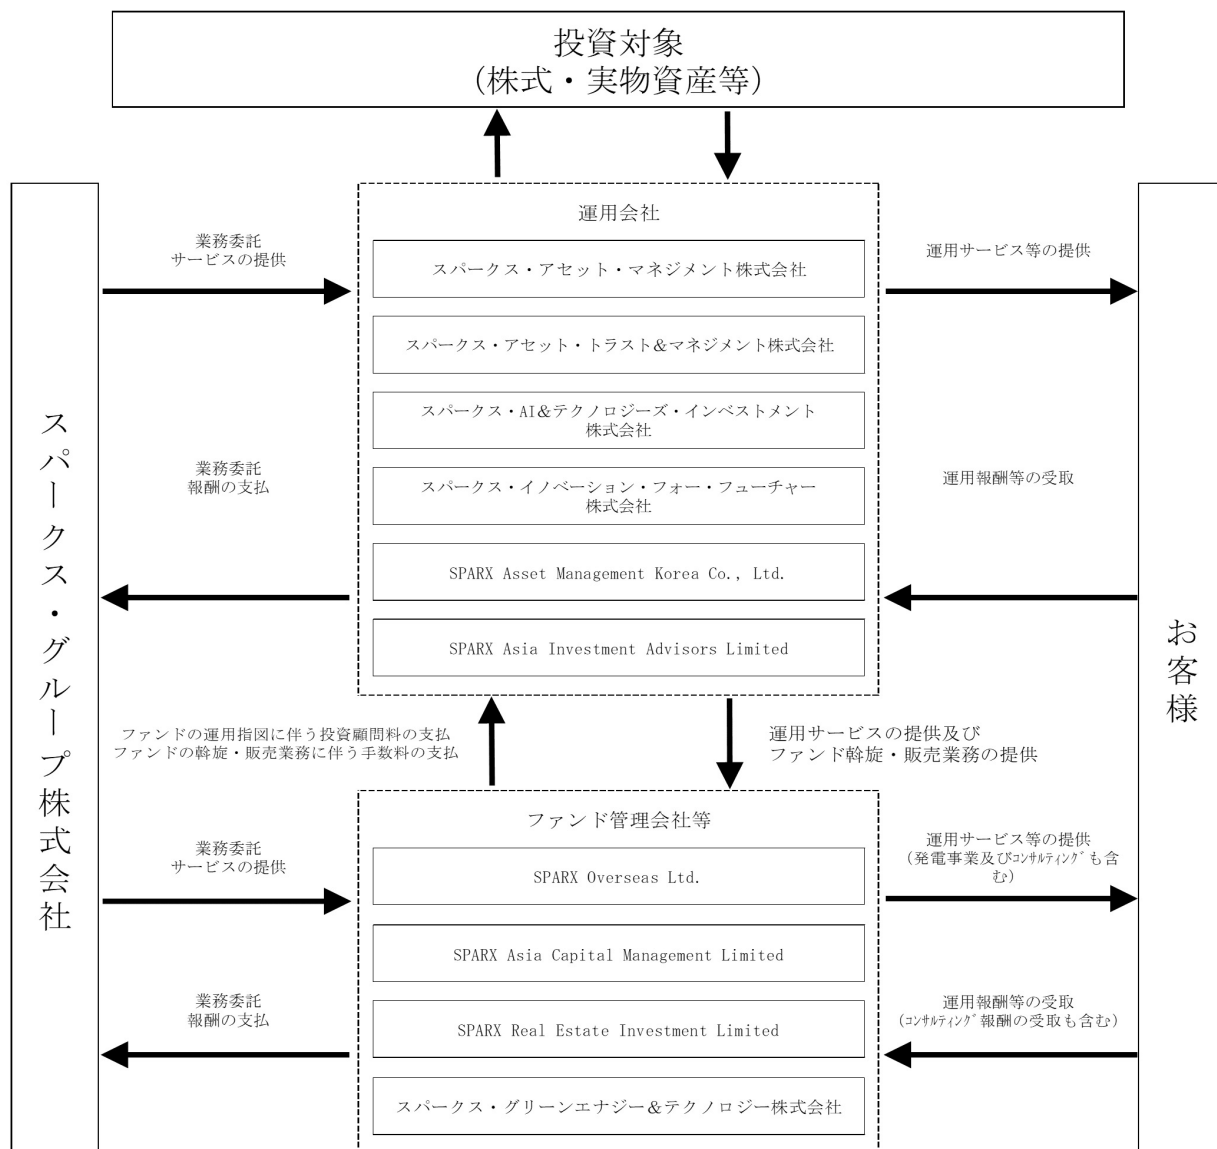 投資対象
(株式・実物資産等)
運用会社
業務委託
サービスの提供
スパークス・アセット・マネジメント株式会社
運用サービス等の提供
スパークス・アセット・トラスト＆マネジメント株式会社
スパークス・AI＆テクノロジーズ・インベストメント
株式会社
業務委託
報酬の支払
スパークス・イノベーション・フォー・フューチャー
株式会社
運用報酬等の受取
SPARX Asset Management Korea Co., Ltd.
SPARX Asia Investment Advisors Limited
スパークス・グループ株式会社
お客様
ファンドの運用指図に伴う投資顧問料の支払
ファンドの斡旋・販売業務に伴う手数料の支払
運用サービスの提供及び
ファンド斡旋・販売業務の提供
ファンド管理会社等
業務委託
サービスの提供
SPARX Overseas Ltd.
運用サービス等の提供
(発電事業及びｺﾝｻﾙﾃｨﾝｸﾞも含
む)
SPARX Asia Capital Management Limited
業務委託
報酬の支払
SPARX Real Estate Investment Limited
運用報酬等の受取
(ｺﾝｻﾙﾃｨﾝｸﾞ報酬の受取も含む)
スパークス・グリーンエナジー＆テクノロジー株式会社